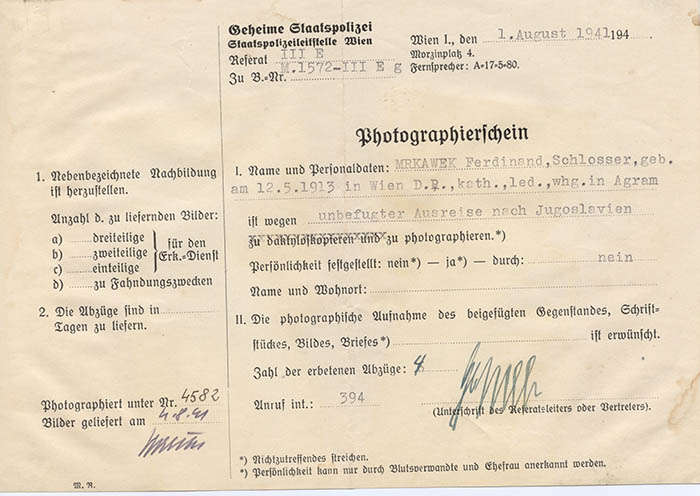 Geheime Staatspolizei
Staatspolizeileitstelle Wien
Referat III E
Zu B.-Nr. M.1572-III E g
Wien I., den 1.August 1941 194
Morzinplatz 4.
Fernsprecher: A=17=5=80.
Photographierschein
1. Nebenbezeichnete Nachbildung
ist herzustellen.
Anzahl d. zu liefernden Bilder:
a) dreiteilige
b) zweiteilige
c) einteilige
für den
Erk.=Dienst
d) zu Fahndungszwecken
2. Die Abzüge sind in
Tagen zu liefern.
Photographiert unter Nr. 4582
Bilder geliefert am 4.8.41
M. R.
I. Name und Personaldaten: MRKAWEK Ferdinand,Schlosser,geb.
am 12.5.1913 in Wien D.R.,kath.,led.,whg.in Agram
ist wegen unbefugter Ausreise nach Jugoslavien
zu daktyloskopieren und zu photographieren.*)
Persönlichkeit festgestellt: nein*) — ja*) — durch: nein
Name und Wohnort:
II. Die photographische Aufnahme des beigefügten Gegenstandes, Schrift-
stückes, Bildes, Briefes*) ist erwünscht.
Zahl der erbetenen Abzüge: 4
Anruf int.: 394
(Unterschrift des Referatsleiters oder Vertreters).
*) Nichtzutreffendes streichen.
*) Persönlichkeit kann nur durch Blutsverwandte und Ehefrau anerkannt werden.